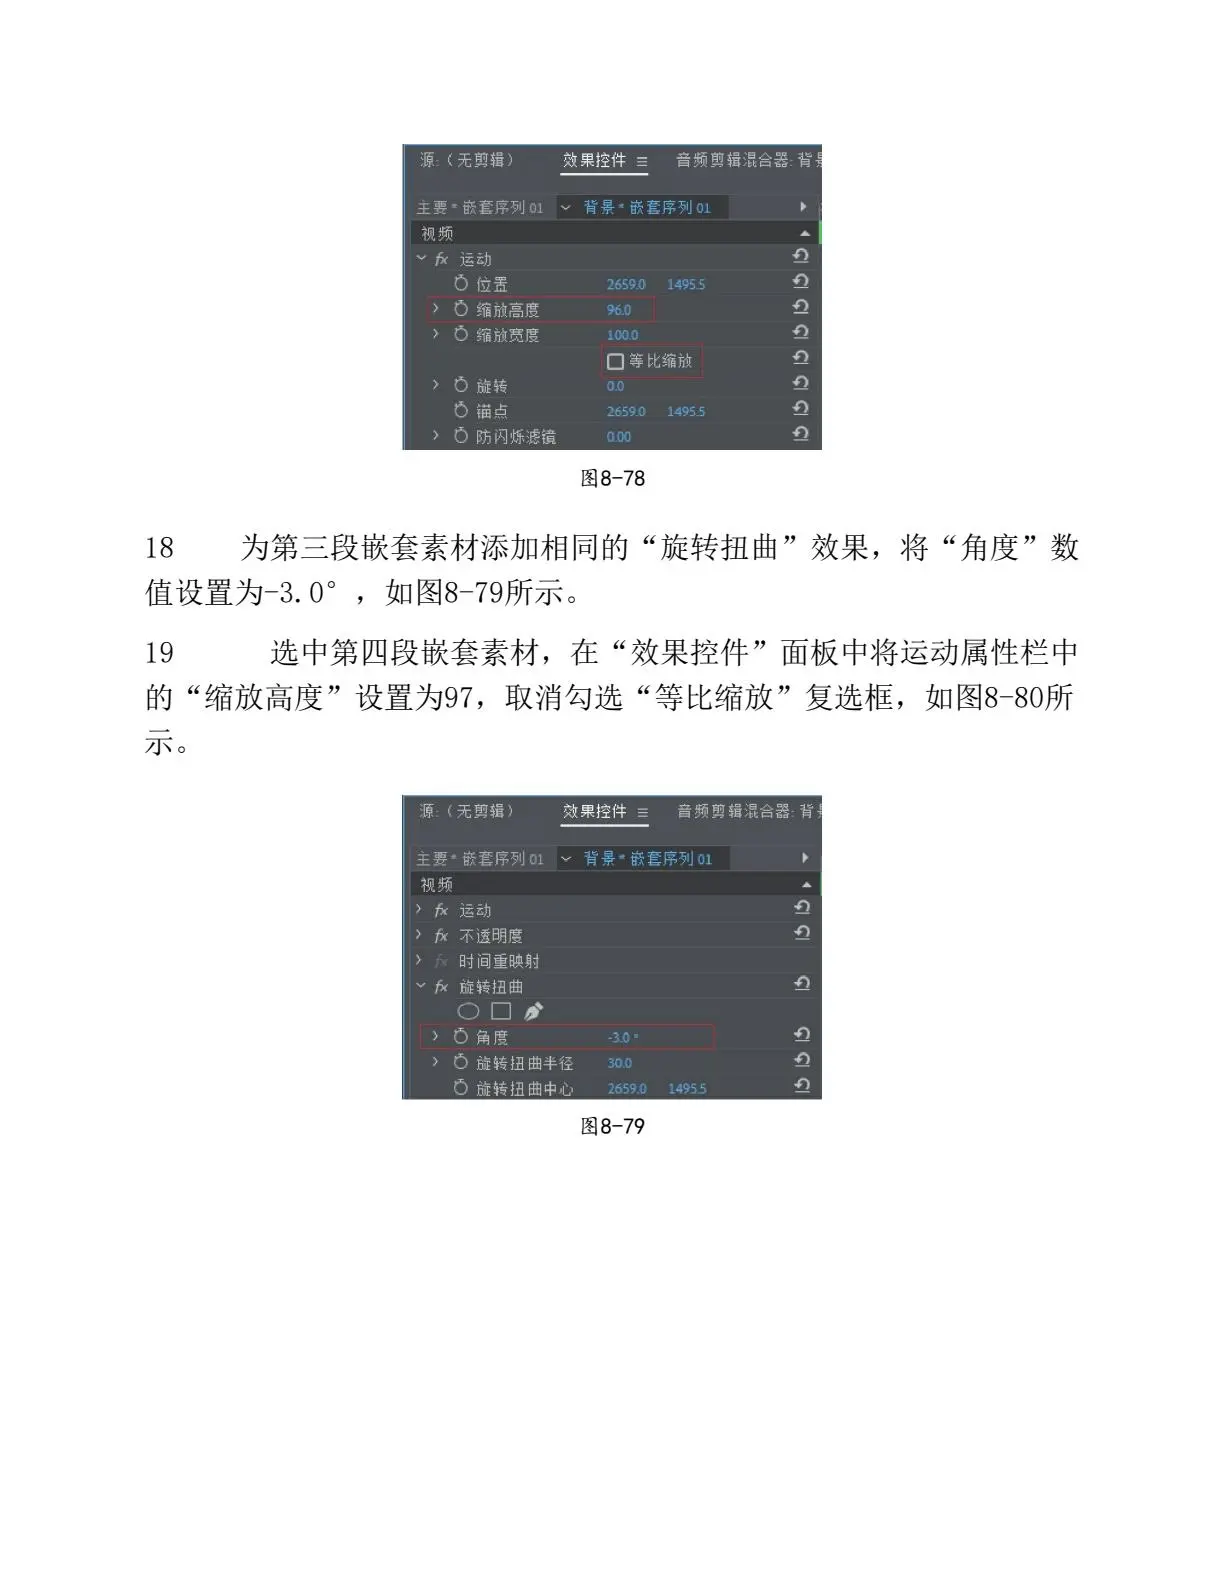 源:（无剪辑） 效果控件 音频剪辑混合器: 背景
主要 * 嵌套序列 01 背景 * 嵌套序列 01
视频
fx 运动
位置 2659.0 1495.5
缩放高度 96.0
缩放宽度 100.0
等比缩放
旋转 0.0
锚点 2659.0 1495.5
防闪烁滤镜 0.00
图8-78
18 为第三段嵌套素材添加相同的“旋转扭曲”效果，将“角度”数
值设置为-3.0°，如图8-79所示。
19 选中第四段嵌套素材，在“效果控件”面板中将运动属性栏中
的“缩放高度”设置为97，取消勾选“等比缩放”复选框，如图8-80所
示。
源:（无剪辑） 效果控件 音频剪辑混合器: 背景
主要 * 嵌套序列 01 背景 * 嵌套序列 01
视频
fx 运动
fx 不透明度
fx 时间重映射
fx 旋转扭曲
角度 -3.0 °
旋转扭曲半径 30.0
旋转扭曲中心 2659.0 1495.5
图8-79